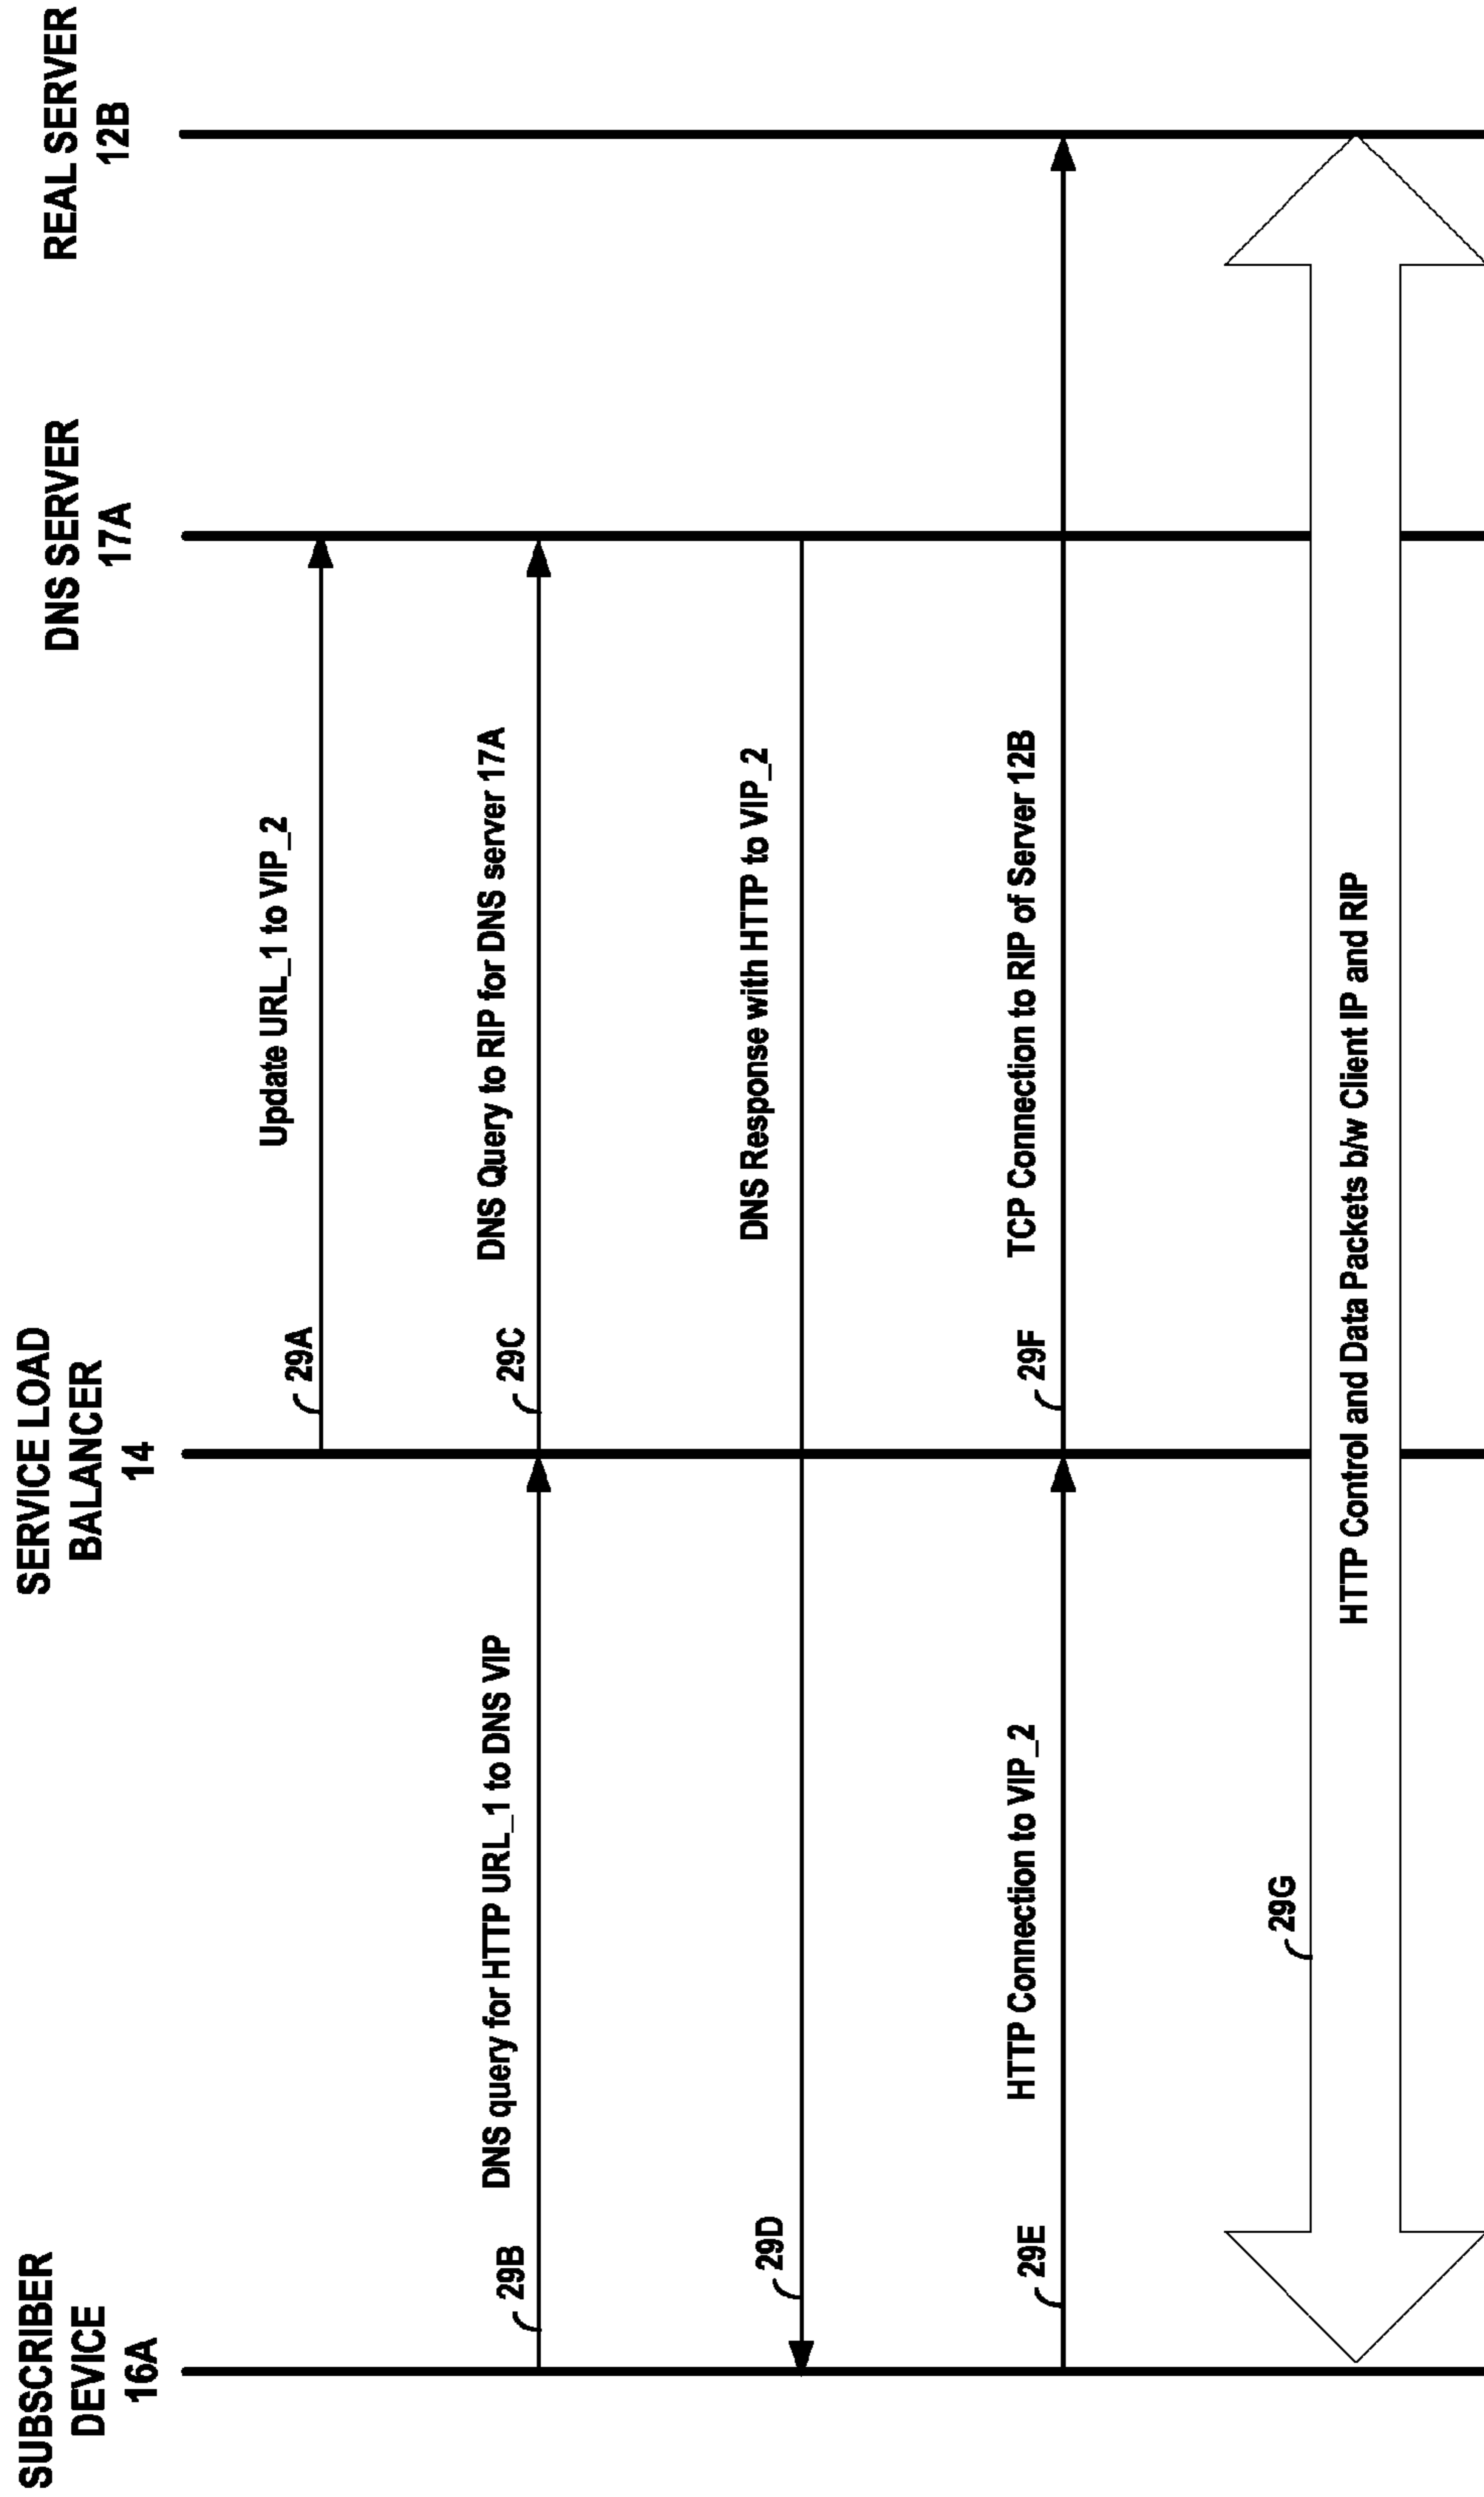 SUBSCRIBER
DEVICE
16A
SERVICE LOAD
BALANCER
14
DNS SERVER
17A
REAL SERVER
12B
Update URL_1 to VIP_2
29A
DNS query for HTTP URL_1 to DNS VIP
29B
DNS Query to RIP for DNS server 17A
29C
DNS Response with HTTP to VIP_2
29D
HTTP Connection to VIP_2
29E
TCP Connection to RIP of Server 12B
29F
29G
HTTP Control and Data Packets b/w Client IP and RIP